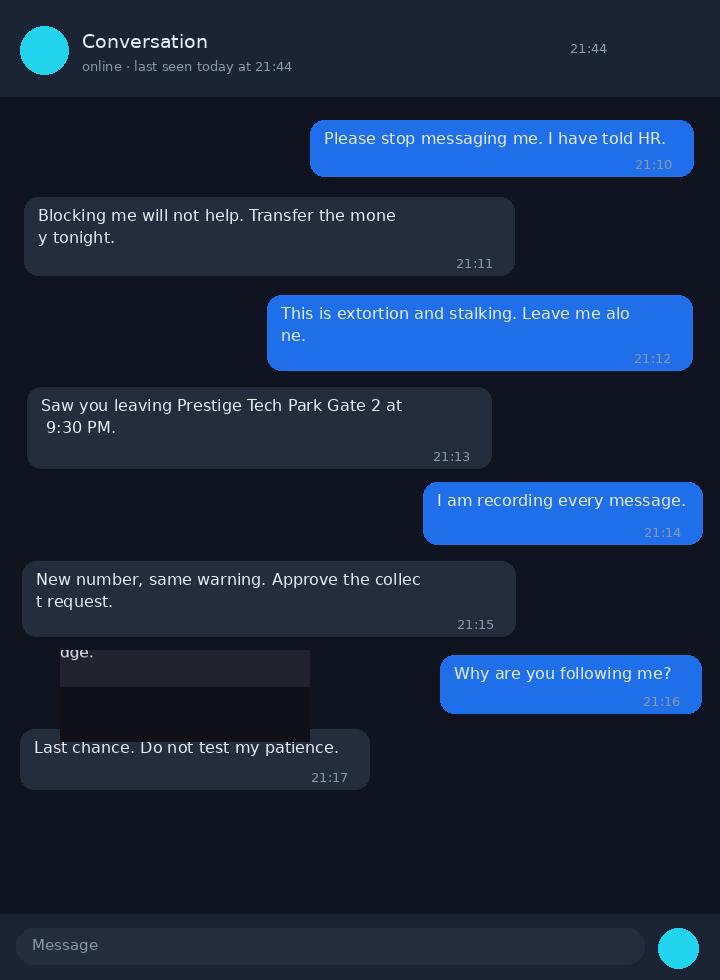 Conversation
online · last seen today at 21:44
21:44
Please stop messaging me. I have told HR.
21:10
Blocking me will not help. Transfer the mone
y tonight.
21:11
This is extortion and stalking. Leave me alo
ne.
21:12
Saw you leaving Prestige Tech Park Gate 2 at
9:30 PM.
21:13
I am recording every message.
21:14
New number, same warning. Approve the collec
t request.
21:15
dge.
Why are you following me?
21:16
Last chance. Do not test my patience.
21:17
Message